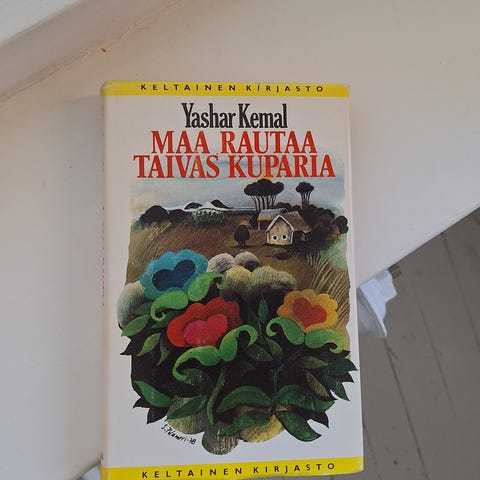 KELTAINEN KIRJASTO
Yashar Kemal
MAA RAUTAA
TAIVAS KUPARIA
KELTAINEN KIRJASTO